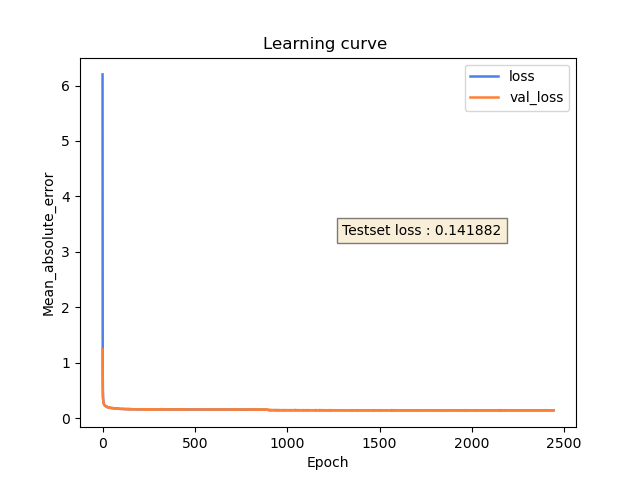 Learning curve
loss
val_loss
Testset loss : 0.141882
Mean_absolute_error
6
5
4
3
2
1
0
0 500 1000 1500 2000 2500
Epoch